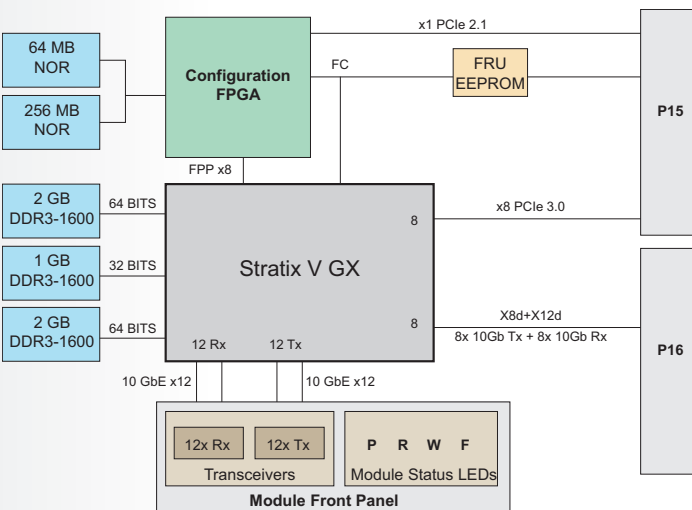 x1 PCIe 2.1
64 MB
NOR
256 MB
NOR
Configuration
FPGA
FC
FRU
EEPROM
P15
FPP x8
2 GB
DDR3-1600
64 BITS
1 GB
DDR3-1600
32 BITS
2 GB
DDR3-1600
64 BITS
Stratix V GX
8
x8 PCIe 3.0
8
X8d+X12d
8x 10Gb Tx + 8x 10Gb Rx
P16
12 Rx
12 Tx
10 GbE x12
10 GbE x12
12x Rx
12x Tx
Transceivers
P R W F
Module Status LEDs
Module Front Panel